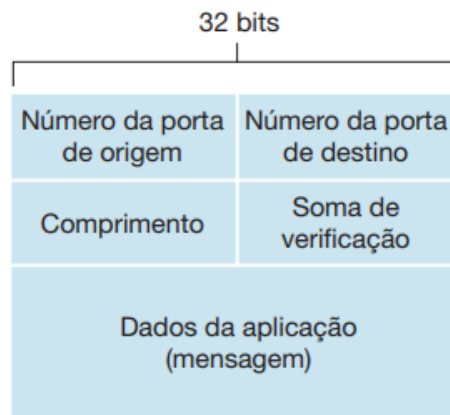 32 bits
Número da porta Número da porta
de origem de destino
Comprimento Soma de
verificação
Dados da aplicação
(mensagem)